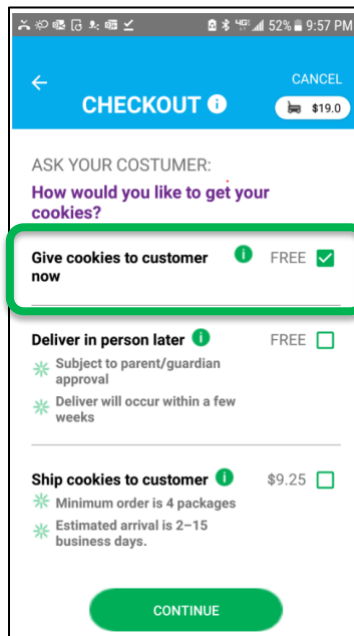 52% 9:57 PM
CANCEL
CHECKOUT i
$19.0
ASK YOUR COSTUMER:
How would you like to get your
cookies?
Give cookies to customer i FREE
now
Deliver in person later i FREE
Subject to parent/guardian
approval
Deliver will occur within a few
weeks
Ship cookies to customer i $9.25
Minimum order is 4 packages
Estimated arrival is 2–15
business days.
CONTINUE